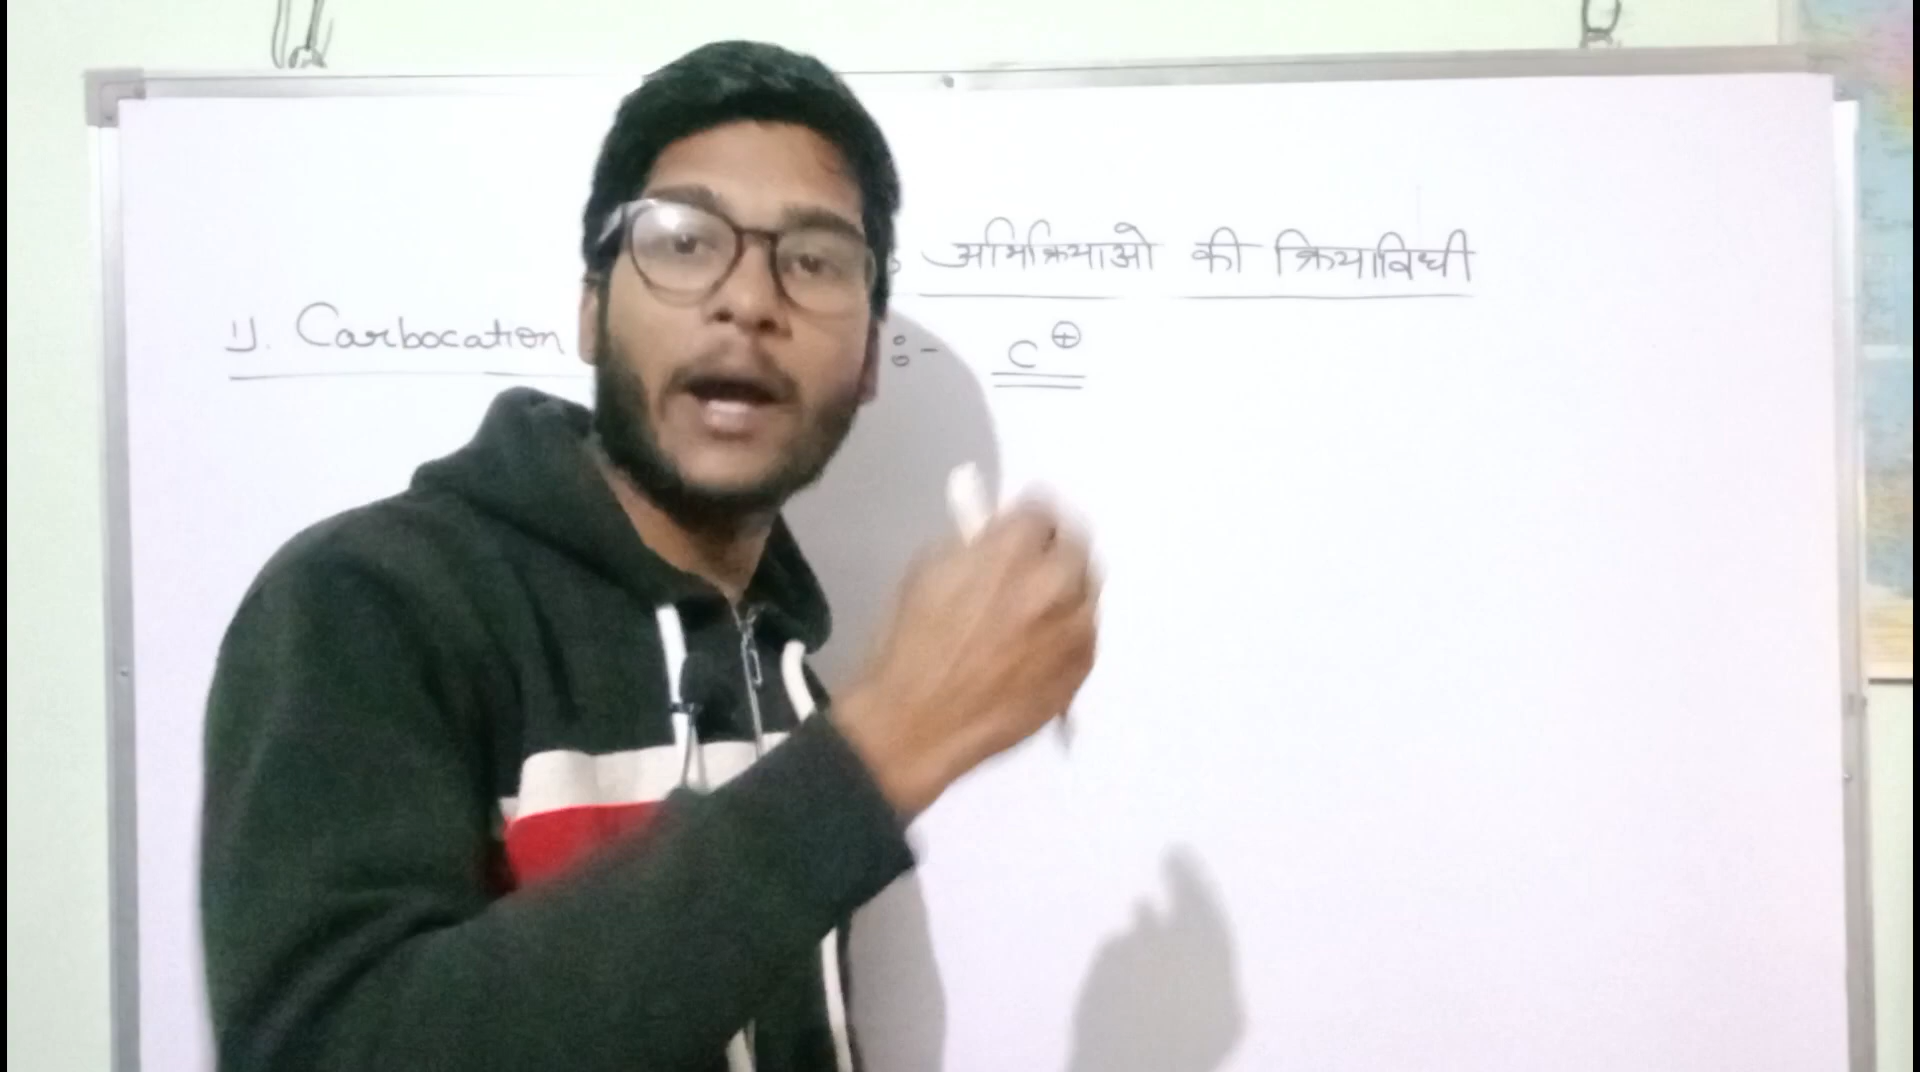 अभिक्रियाओ की क्रियाविधी
1). Carbocation :- C⊕